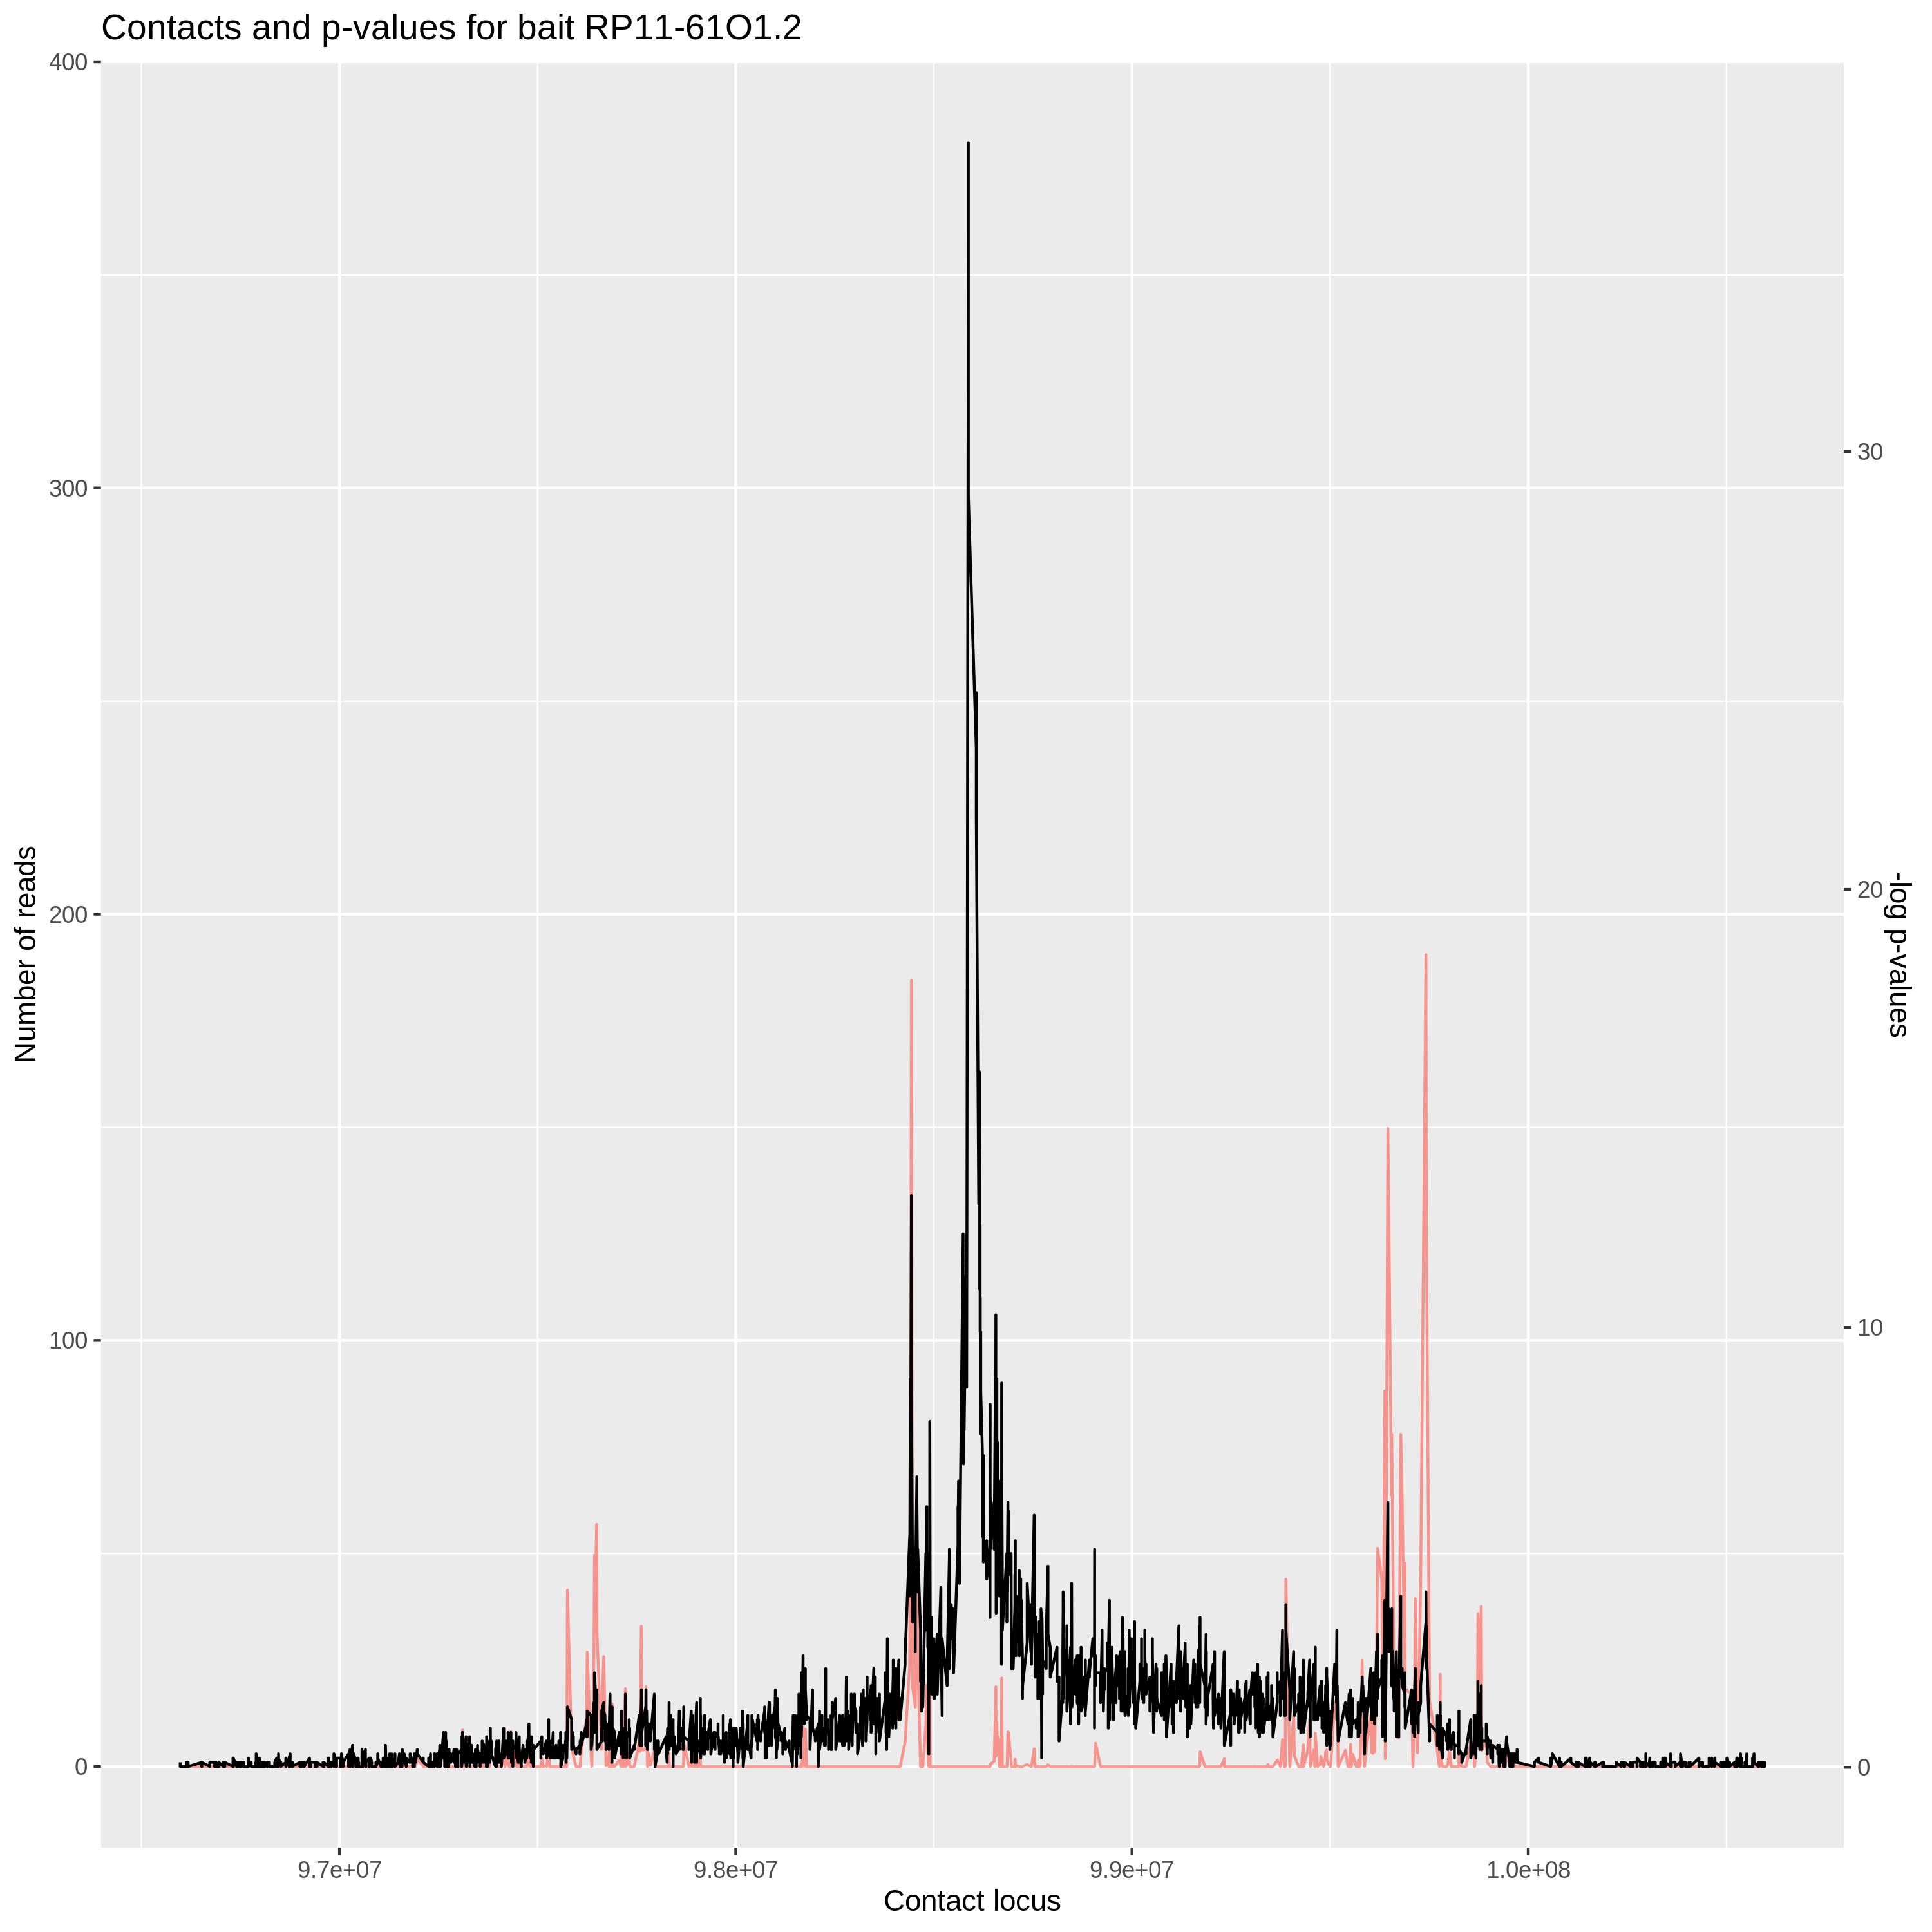 Contacts and p-values for bait RP11-61O1.2
400
300
200
100
0
Number of reads
30
20
10
0
-log p-values
9.7e+07
9.8e+07
9.9e+07
1.0e+08
Contact locus